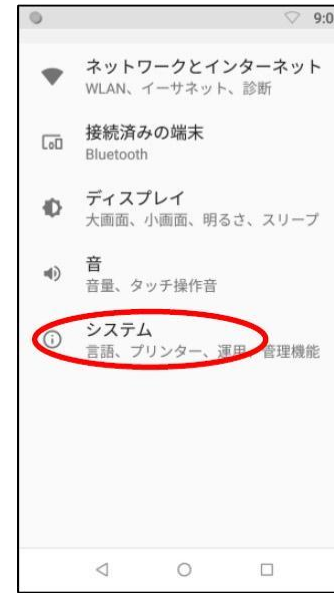 9:0
ネットワークとインターネット
WLAN、イーサネット、診断
接続済みの端末
Bluetooth
ディスプレイ
大画面、小画面、明るさ、スリープ
音
音量、タッチ操作音
システム
言語、プリンター、運用、管理機能